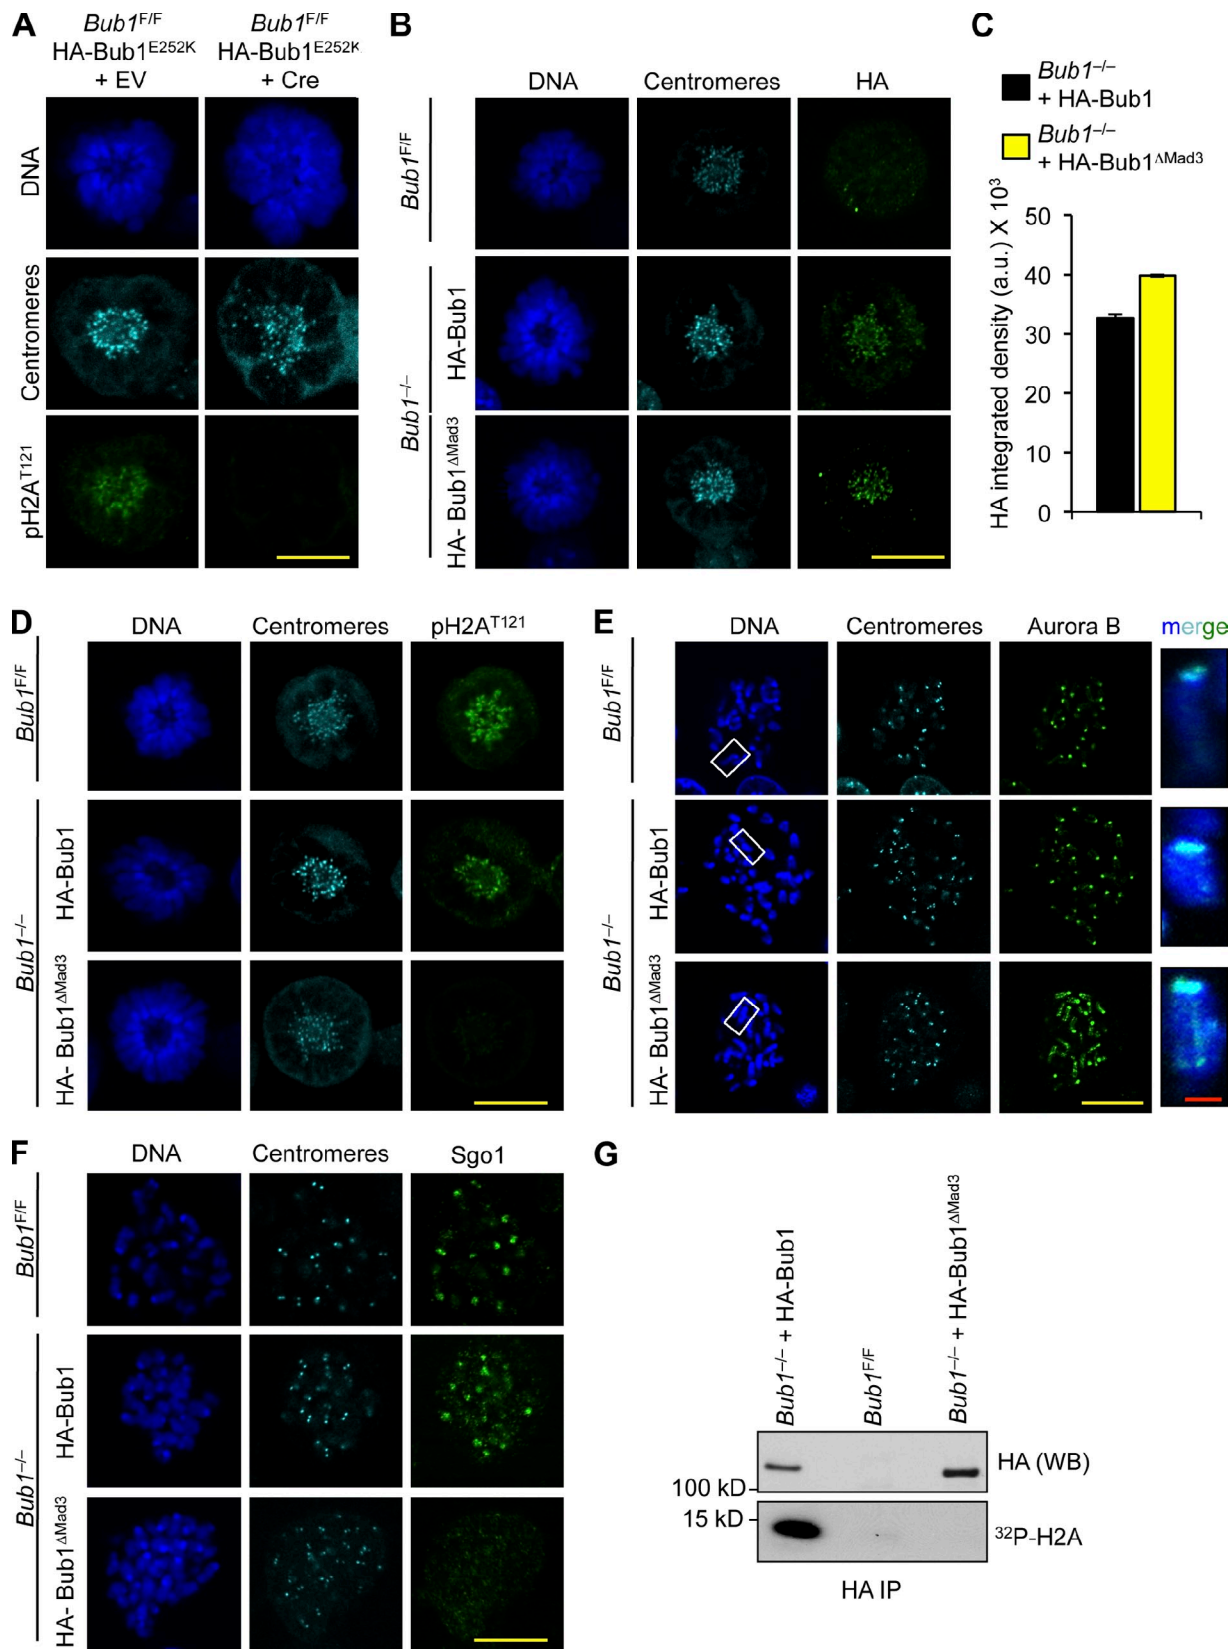 A
Bub1F/F
HA-Bub1E252K
+ EV
Bub1F/F
HA-Bub1E252K
+ Cre
DNA
Centromeres
pH2AT121
B
DNA Centromeres HA
Bub1F/F
Bub1–/–
HA-Bub1
HA- Bub1ΔMad3
C
Bub1–/–
+ HA-Bub1
Bub1–/–
+ HA-Bub1ΔMad3
HA integrated density (a.u.) X 103
50
40
30
20
10
0
D
DNA Centromeres pH2AT121
Bub1F/F
Bub1–/–
HA-Bub1
HA- Bub1ΔMad3
E
DNA Centromeres Aurora B merge
Bub1F/F
Bub1–/–
HA-Bub1
HA- Bub1ΔMad3
F
DNA Centromeres Sgo1
Bub1F/F
Bub1–/–
HA-Bub1
HA- Bub1ΔMad3
G
Bub1–/– + HA-Bub1
Bub1F/F
Bub1–/– + HA-Bub1ΔMad3
HA (WB)
100 kD
15 kD
32P-H2A
HA IP